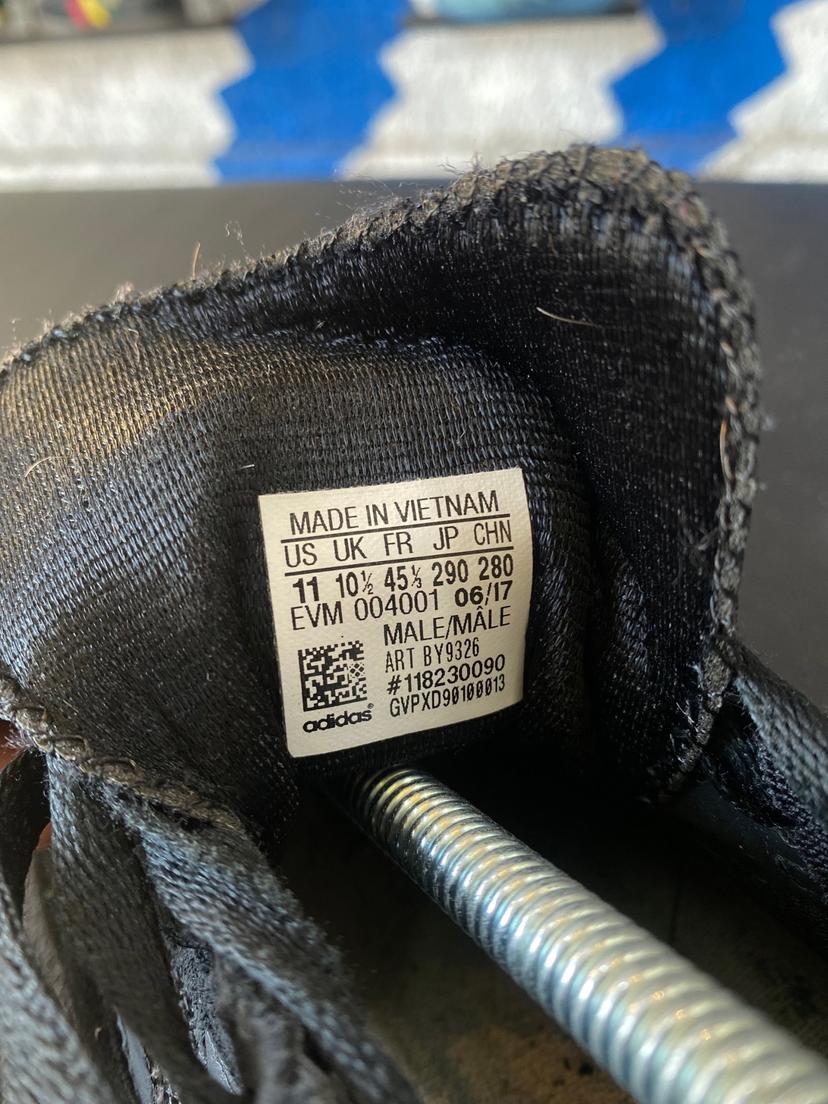 MADE IN VIETNAM
US UK FR JP CHN
11 10½ 45⅓ 290 280
EVM 004001 06/17
MALE/MÂLE
ART BY9326
#118230090
GVPXD90100013
adidas®